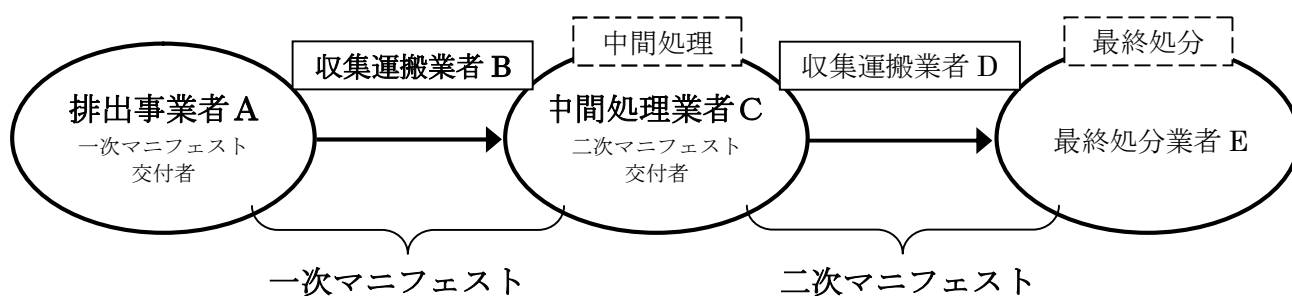 排出事業者A
一次マニフェスト
交付者
収集運搬業者 B
中間処理
中間処理業者C
二次マニフェスト
交付者
収集運搬業者 D
最終処分
最終処分業者 E
一次マニフェスト
二次マニフェスト